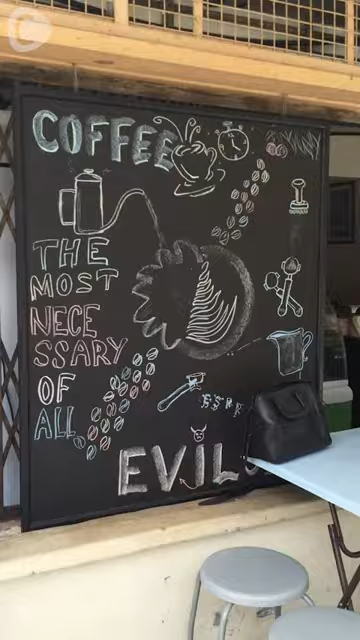 COFFEE
THE
MOST
NECE
SSARY
OF
ALL
EVIL